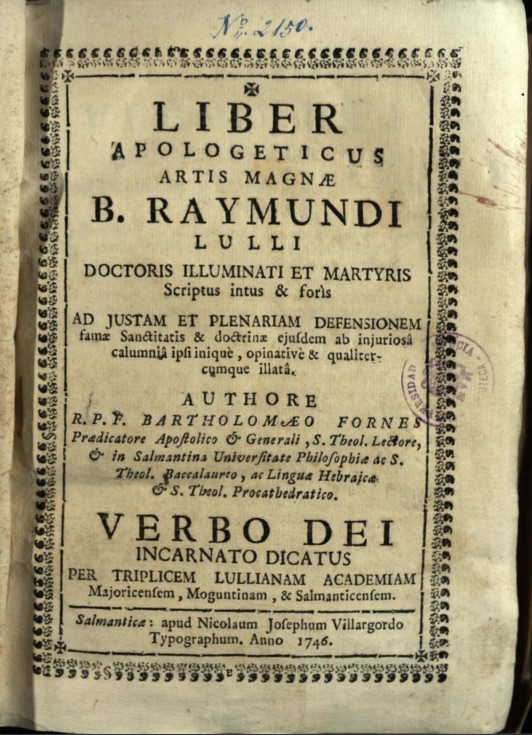 No. 2150.
LIBER
APOLOGETICUS
ARTIS MAGNÆ
B. RAYMUNDI
LULLI
DOCTORIS ILLUMINATI ET MARTYRIS
Scriptus intus & forìs
AD JUSTAM ET PLENARIAM DEFENSIONEM
famæ Sanctitatis & doctrinæ ejuſdem ab injurioſâ
calumniâ ipſi iniquè, opinativè & qualiter-
cumque illatâ.
AUTHORE
R. P. F. BARTHOLOMÆO FORNES
Prædicatore Apoſtolico & Generali, S. Theol. Lectore,
& in Salmantina Univerſitate Philoſophiæ ac S.
Theol. Baccalaureo, ac Linguæ Hebraicæ
& S. Theol. Procathedratico.
VERBO DEI
INCARNATO DICATUS
PER TRIPLICEM LULLIANAM ACADEMIAM
Majoricenſem, Moguntinam, & Salmanticenſem.
Salmanticæ: apud Nicolaum Joſephum Villargordo
Typographum. Anno 1746.